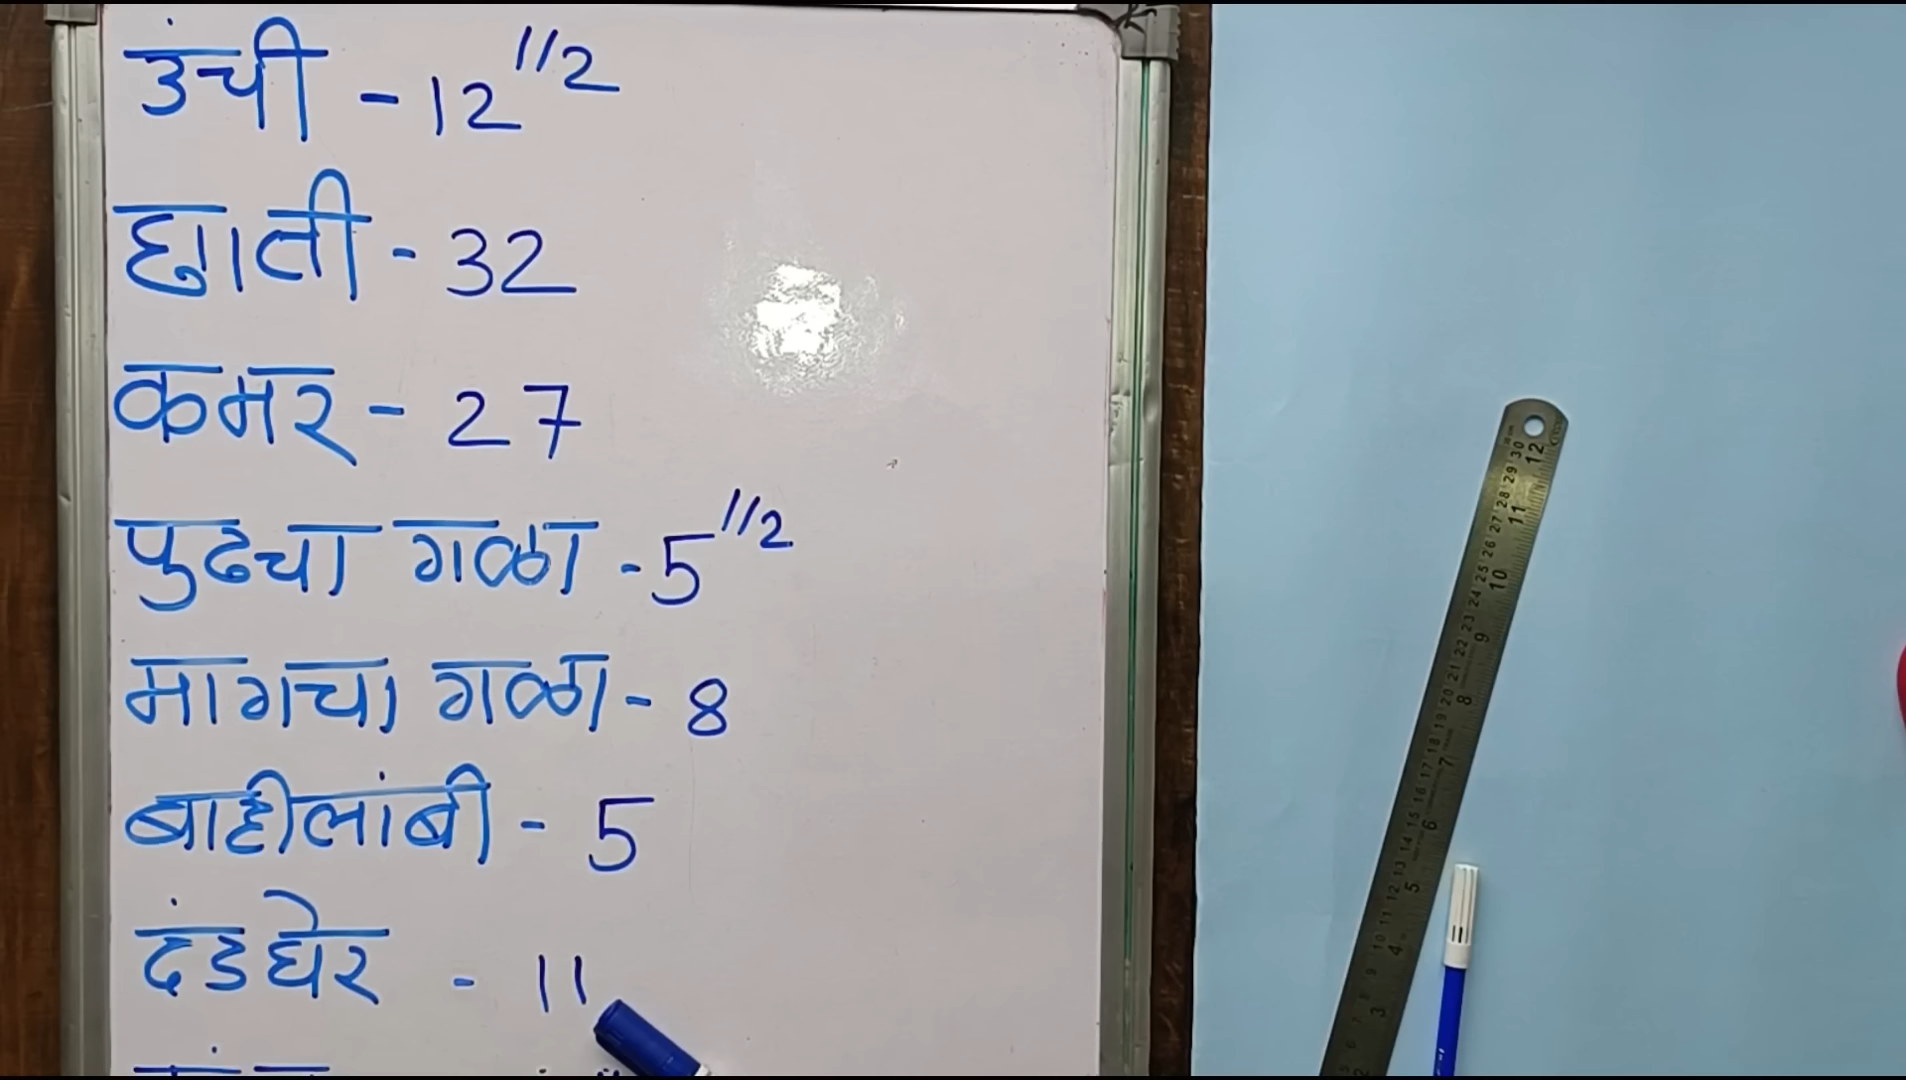 उंची - 12 1/2
छाती - 32
कमर - 27
पुढचा गळा - 5 1/2
मागचा गळा - 8
बाहीलांबी - 5
दंडघेर - 11